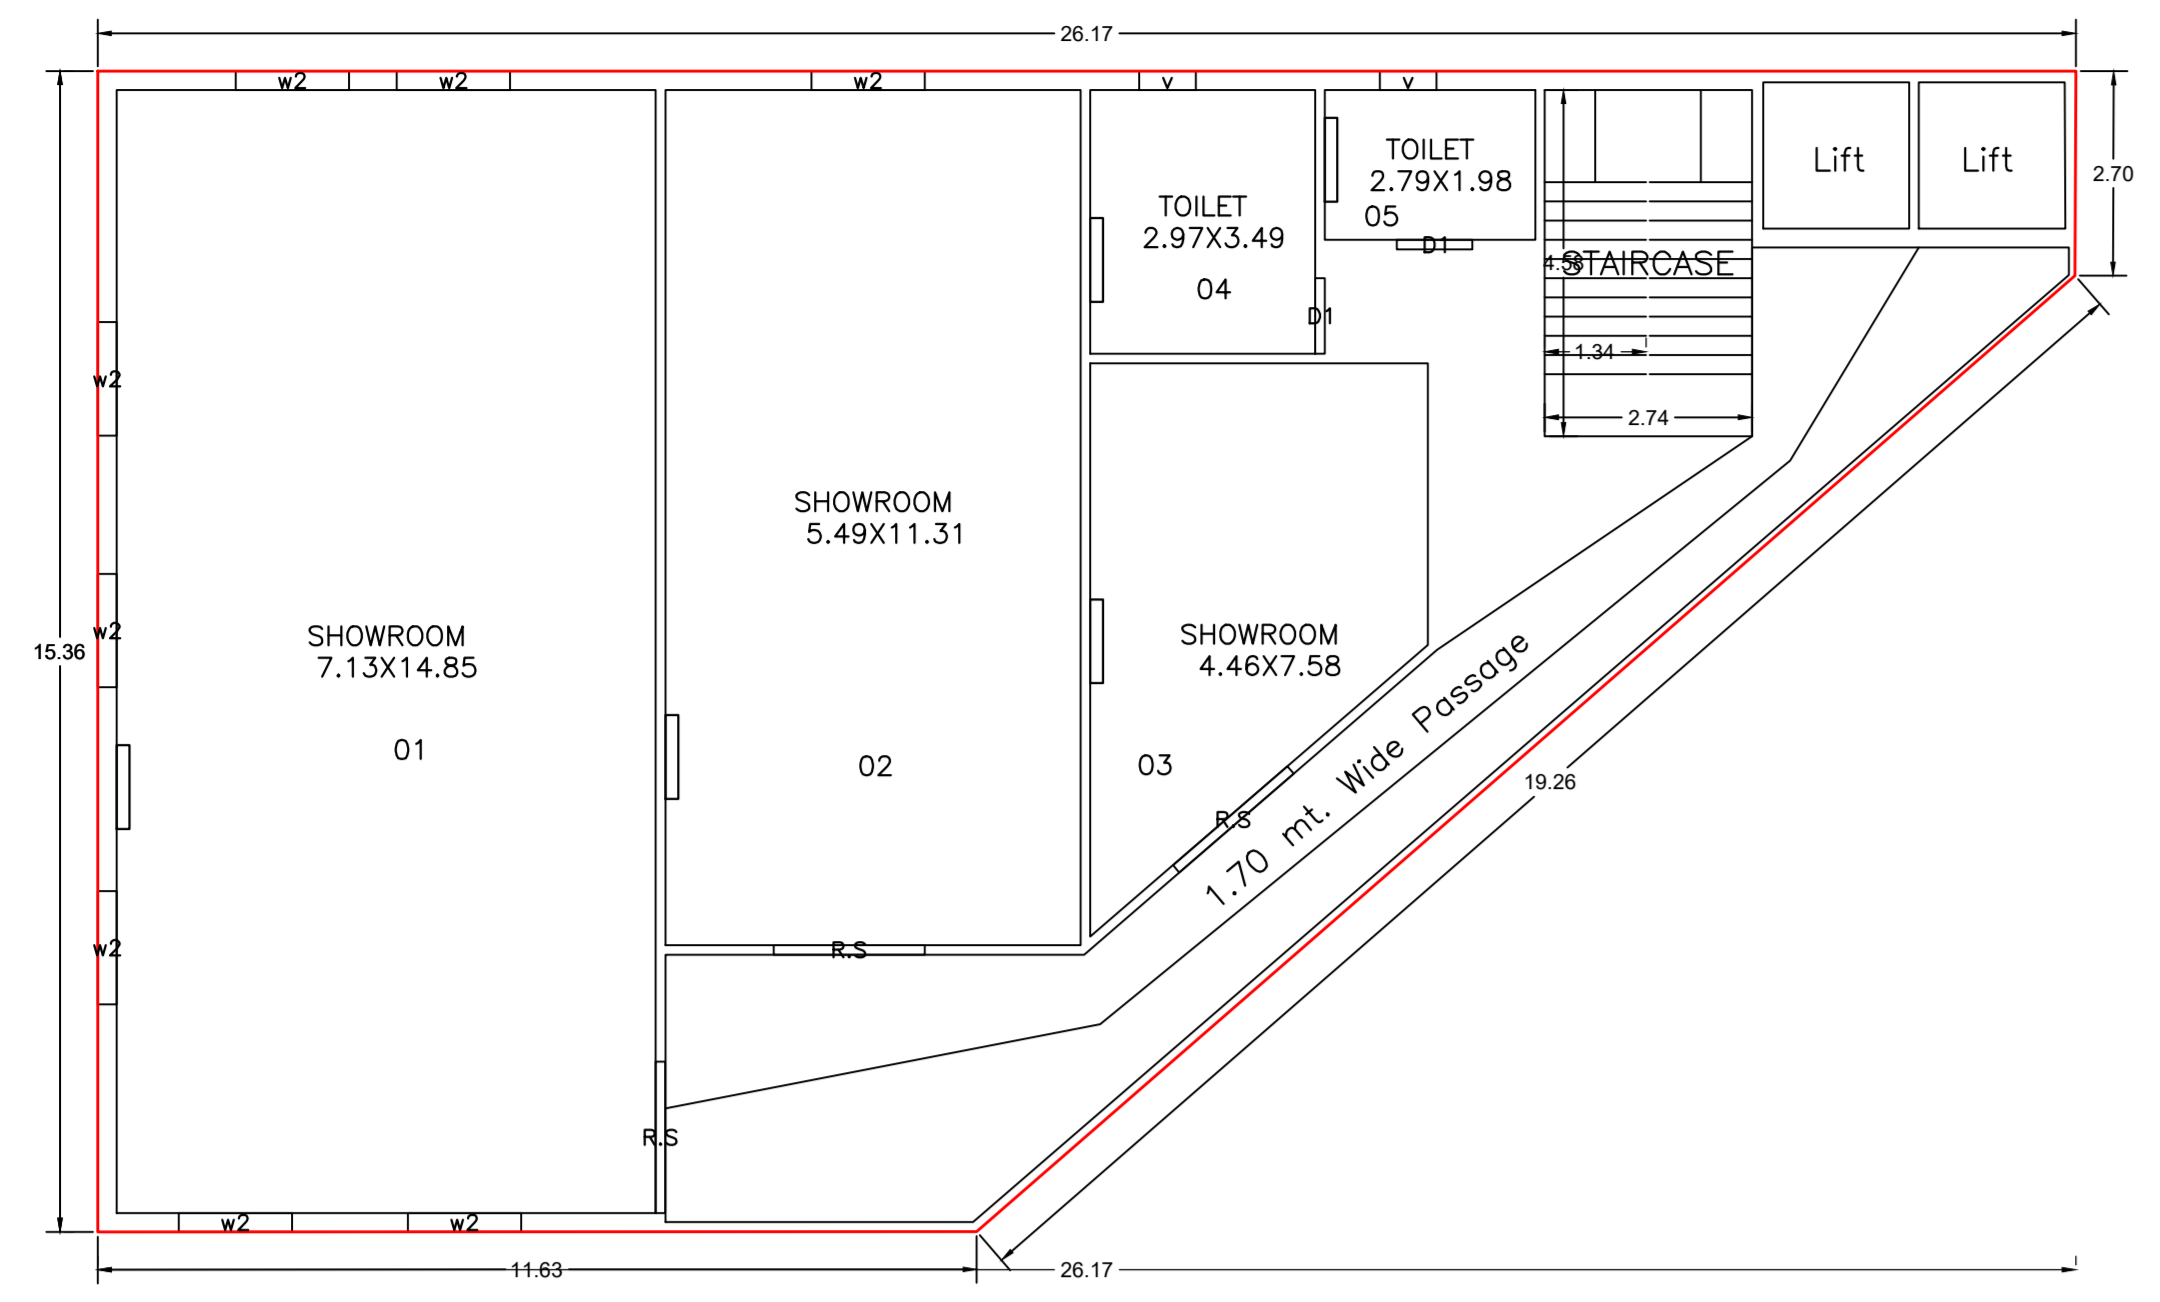 26.17
w2
w2
w2
v
v
TOILET
2.79X1.98
05
D1
Lift
Lift
2.70
TOILET
2.97X3.49
04
D1
4.58
STAIRCASE
1.34
2.74
w2
SHOWROOM
5.49X11.31
02
w2
15.36
SHOWROOM
7.13X14.85
01
SHOWROOM
4.46X7.58
03
R.S
1.70 mt. Wide Passage
19.26
w2
R.S
R.S
w2
w2
11.63
26.17